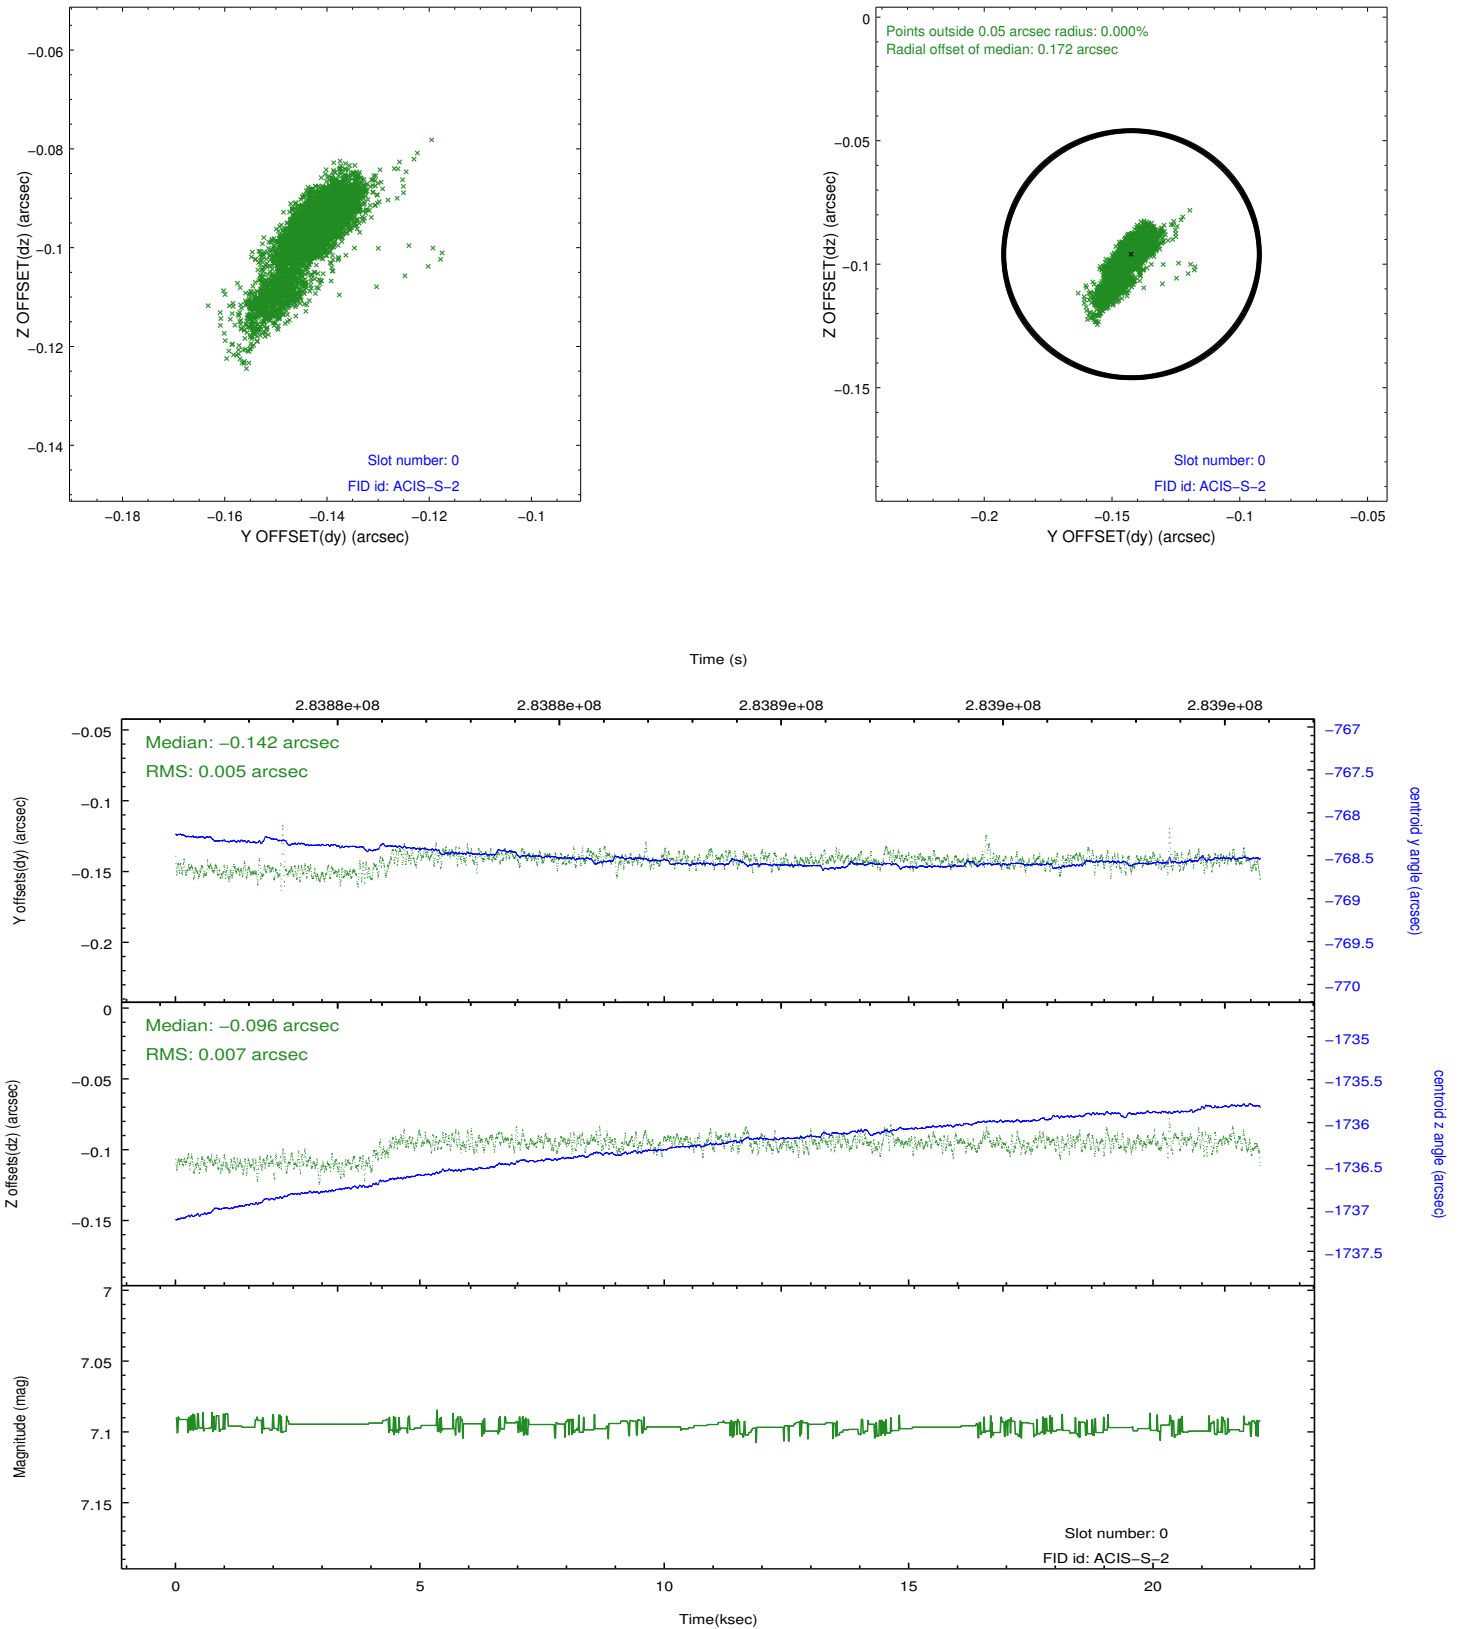 −0.06
−0.08
−0.1
−0.12
−0.14
Z OFFSET(dz) (arcsec)
Slot number: 0
FID id: ACIS−S−2
−0.18
−0.16
−0.14
−0.12
−0.1
Y OFFSET(dy) (arcsec)
Points outside 0.05 arcsec radius: 0.000%
Radial offset of median: 0.172 arcsec
0
−0.05
−0.1
−0.15
Z OFFSET(dz) (arcsec)
Slot number: 0
FID id: ACIS−S−2
−0.2
−0.15
−0.1
−0.05
Y OFFSET(dy) (arcsec)
Time (s)
2.8388e+08
2.8388e+08
2.8389e+08
2.839e+08
2.839e+08
Median: −0.142 arcsec
RMS: 0.005 arcsec
−0.05
−0.1
−0.15
−0.2
Y offsets(dy) (arcsec)
−767
−767.5
−768
−768.5
−769
−769.5
−770
centroid y angle (arcsec)
Median: −0.096 arcsec
RMS: 0.007 arcsec
0
−0.05
−0.1
−0.15
Z offsets(dz) (arcsec)
−1735
−1735.5
−1736
−1736.5
−1737
−1737.5
centroid z angle (arcsec)
7
7.05
7.1
7.15
Magnitude (mag)
Slot number: 0
FID id: ACIS−S−2
0
5
10
15
20
Time(ksec)